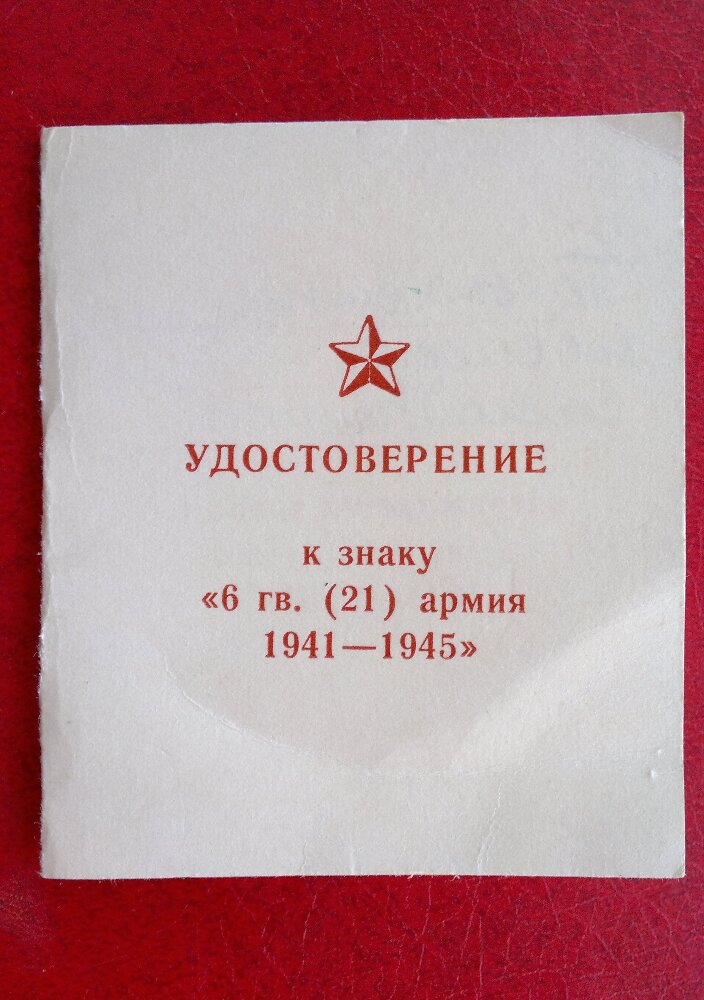 УДОСТОВЕРЕНИЕ
к знаку
«6 гв. (21) армия
1941—1945»